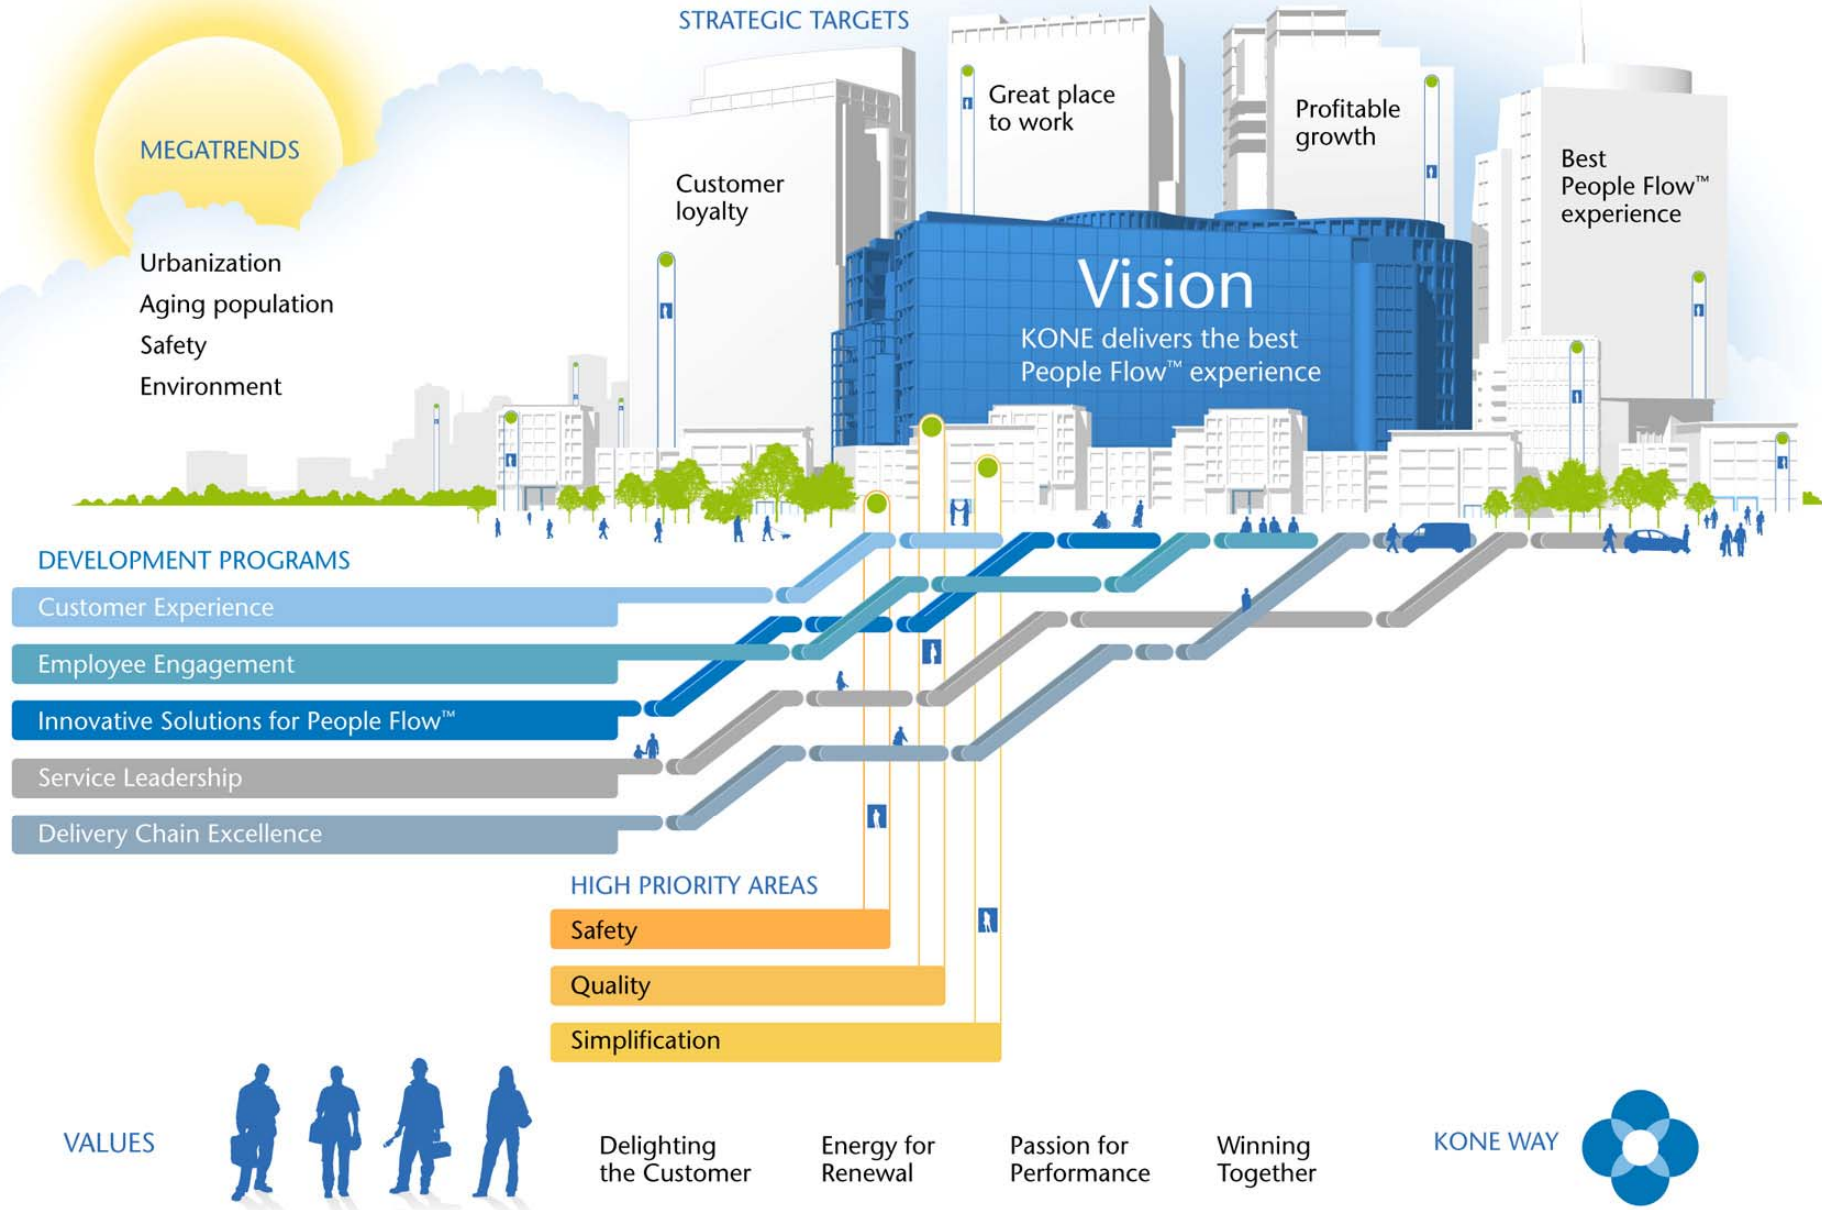 STRATEGIC TARGETS
MEGATRENDS
Urbanization
Aging population
Safety
Environment
Customer
loyalty
Great place
to work
Profitable
growth
Best
People Flow™
experience
Vision
KONE delivers the best
People Flow™ experience
DEVELOPMENT PROGRAMS
Customer Experience
Employee Engagement
Innovative Solutions for People Flow™
Service Leadership
Delivery Chain Excellence
HIGH PRIORITY AREAS
Safety
Quality
Simplification
VALUES
Delighting
the Customer
Energy for
Renewal
Passion for
Performance
Winning
Together
KONE WAY